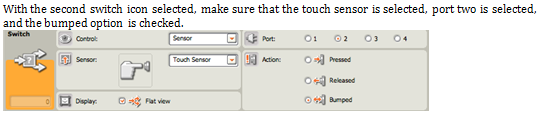 With the second switch icon selected, make sure that the touch sensor is selected, port two is selected,
and the bumped option is checked.
Switch
Control: Sensor Port: 1 2 3 4
Sensor: Touch Sensor Action: Pressed
Released
Display: Flat view Bumped